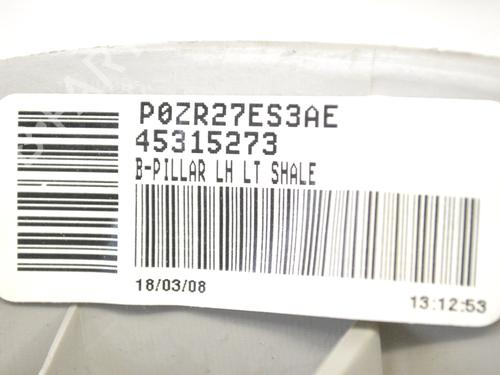 P0ZR27ES3AE
45315273
B-PILLAR LH LT SHALE
18/03/08
13:12:53